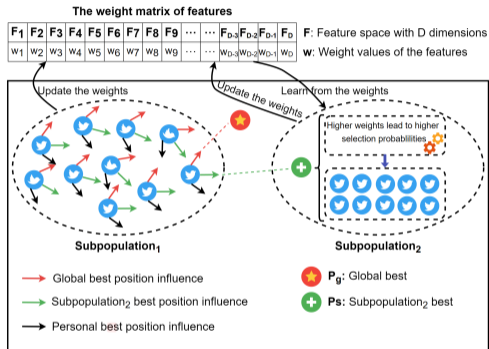 The weight matrix of features
F1 F2 F3 F4 F5 F6 F7 F8 F9 ... ... FD-3 FD-2 FD-1 FD
F: Feature space with D dimensions
w1 w2 w3 w4 w5 w6 w7 w8 w9 ... ... wD-3 wD-2 wD-1 wD
w: Weight values of the features
Update the weights
Update the weights
Learn from the weights
Higher weights lead to higher
selection probabilities
Subpopulation1
Subpopulation2
Global best position influence
Subpopulation2 best position influence
Personal best position influence
Pg: Global best
Ps: Subpopulation2 best